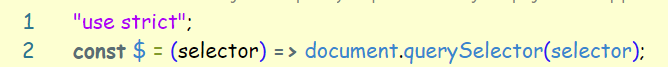 1 "use strict";
2 const $ = (selector) => document.querySelector(selector);